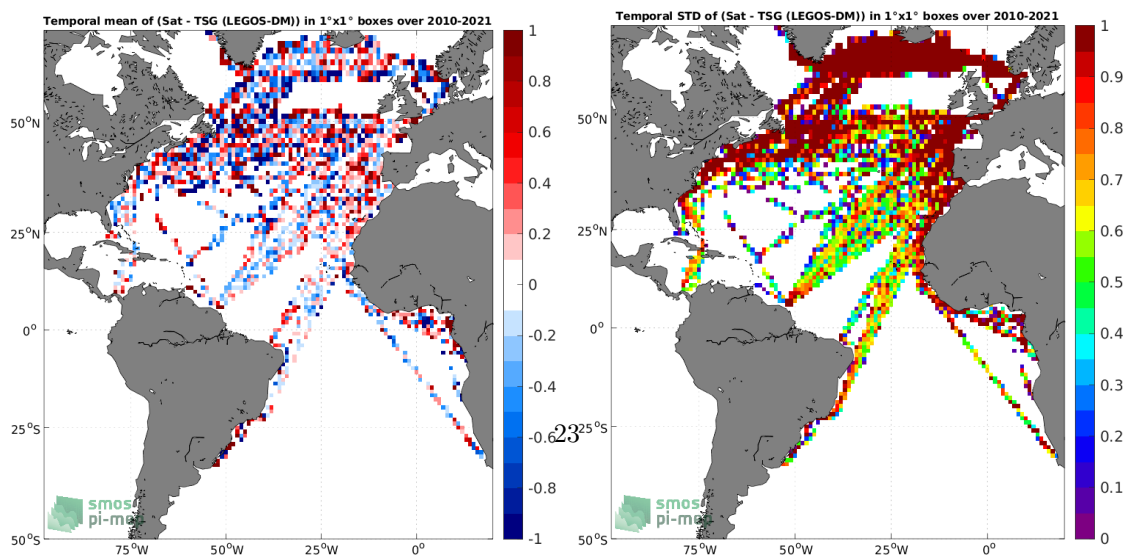 Temporal mean of (Sat - TSG (LEGOS-DM)) in 1°x1° boxes over 2010-2021
50°N
25°N
0°
25°S
50°S
75°W
50°W
25°W
0°
1
0.8
0.6
0.4
0.2
0
-0.2
-0.4
-0.6
-0.8
-1
smos
pi-mep
23
Temporal STD of (Sat - TSG (LEGOS-DM)) in 1°x1° boxes over 2010-2021
50°N
25°N
0°
25°S
50°S
75°W
50°W
25°W
0°
1
0.9
0.8
0.7
0.6
0.5
0.4
0.3
0.2
0.1
0
smos
pi-mep